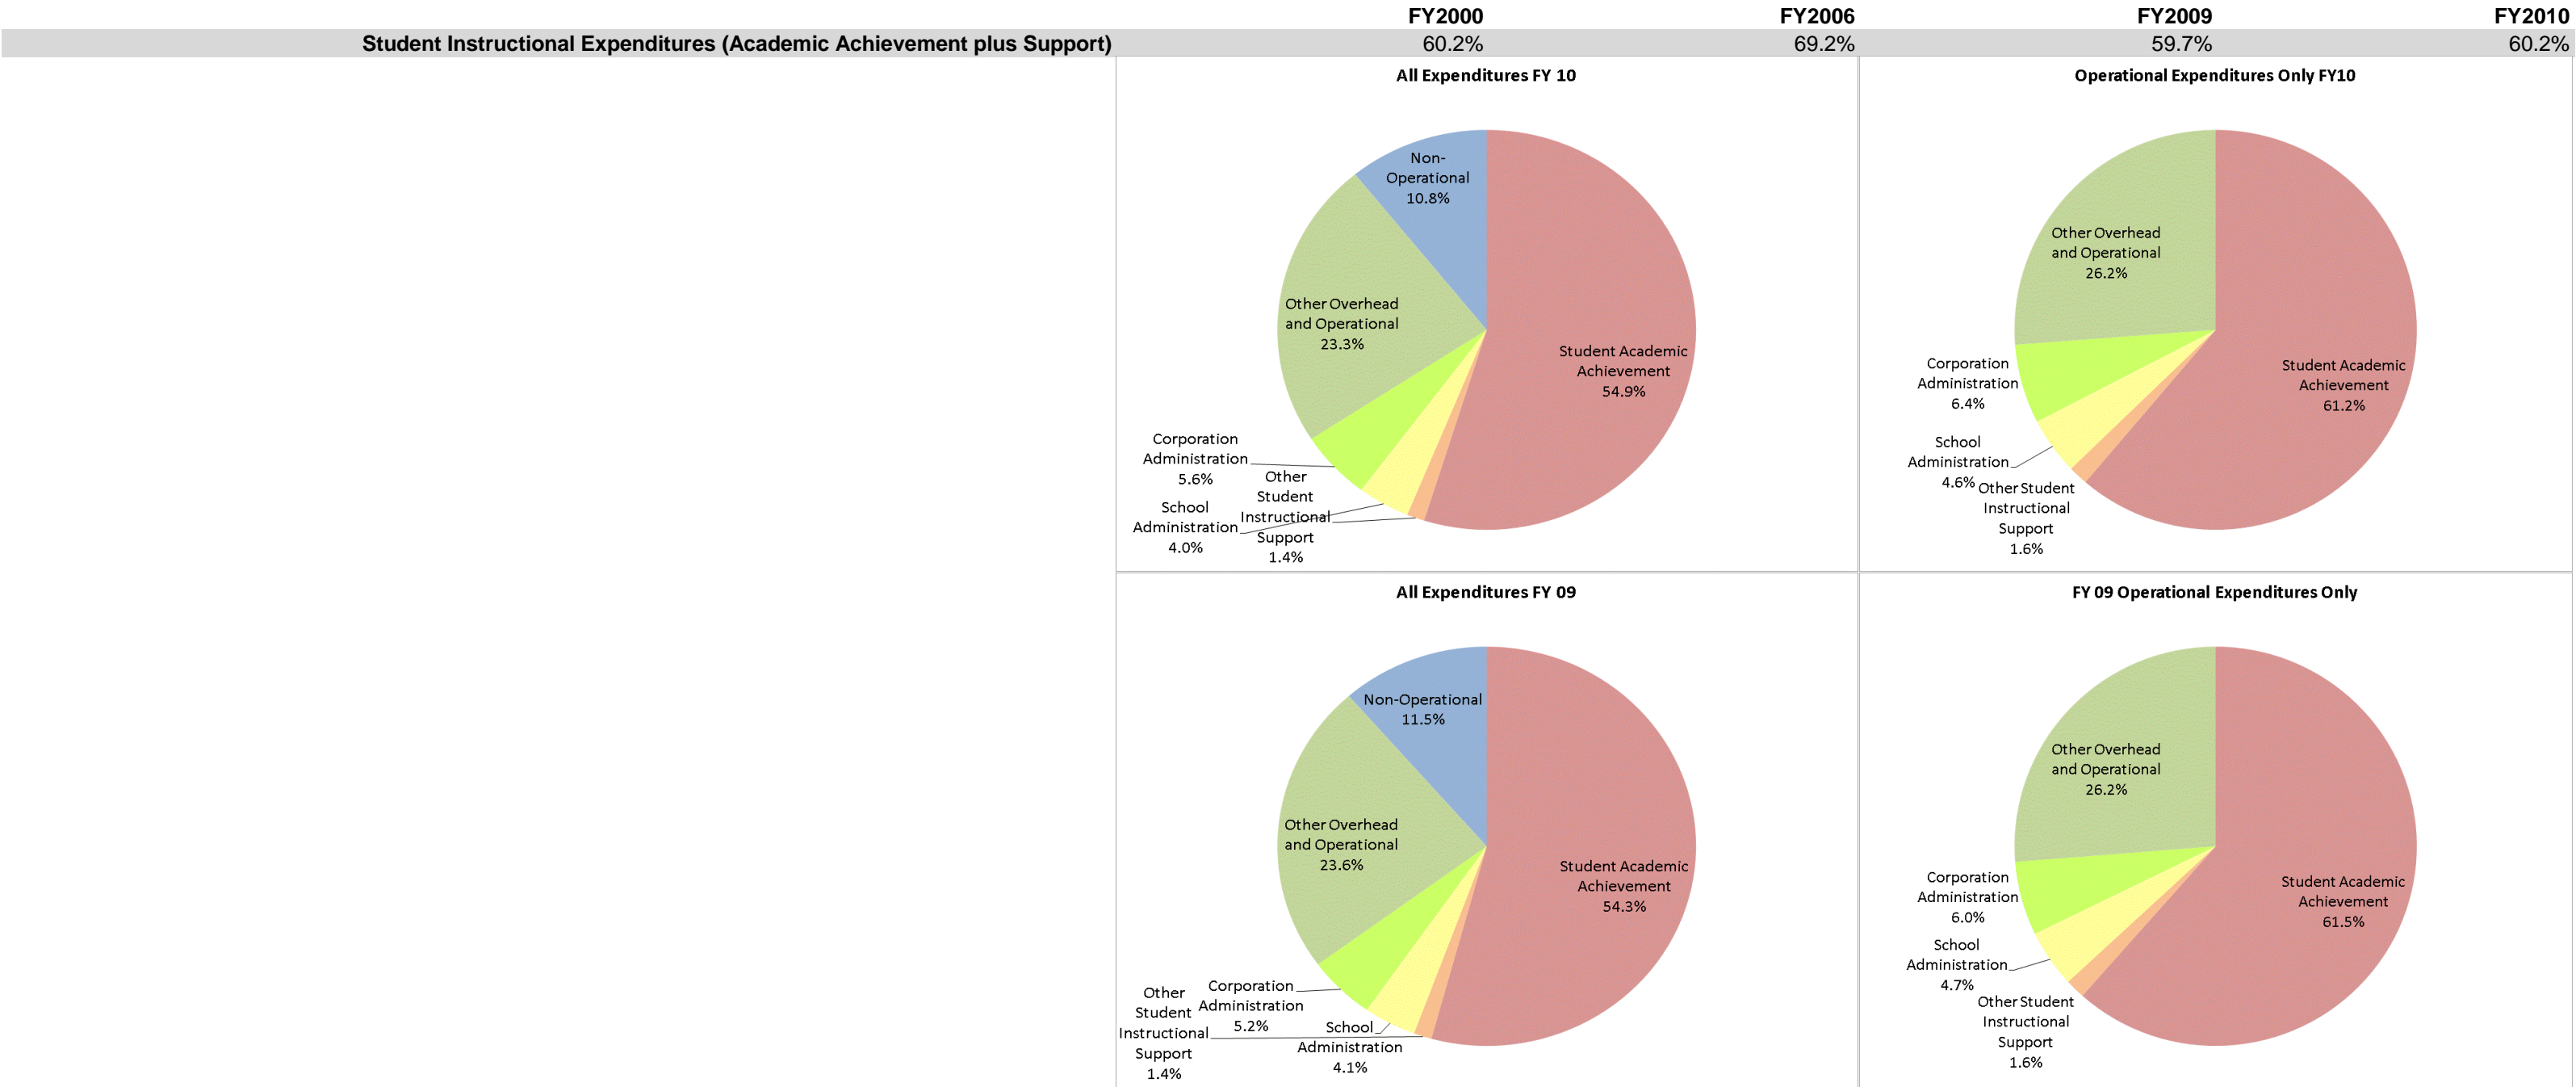 FY2000 FY2006 FY2009 FY2010
Student Instructional Expenditures (Academic Achievement plus Support) 60.2% 69.2% 59.7% 60.2%
All Expenditures FY 10
Non-
Operational
10.8%
Other Overhead
and Operational
23.3%
Student Academic
Achievement
54.9%
Corporation
Administration
5.6%
School
Administration
4.0%
Other
Student
Instructional
Support
1.4%
Operational Expenditures Only FY10
Other Overhead
and Operational
26.2%
Student Academic
Achievement
61.2%
Corporation
Administration
6.4%
School
Administration
4.6%
Other Student
Instructional
Support
1.6%
All Expenditures FY 09
Non-Operational
11.5%
Other Overhead
and Operational
23.6%
Student Academic
Achievement
54.3%
Corporation
Administration
5.2%
Other
Student
Instructional
Support
1.4%
School
Administration
4.1%
FY 09 Operational Expenditures Only
Other Overhead
and Operational
26.2%
Student Academic
Achievement
61.5%
Corporation
Administration
6.0%
School
Administration
4.7%
Other Student
Instructional
Support
1.6%